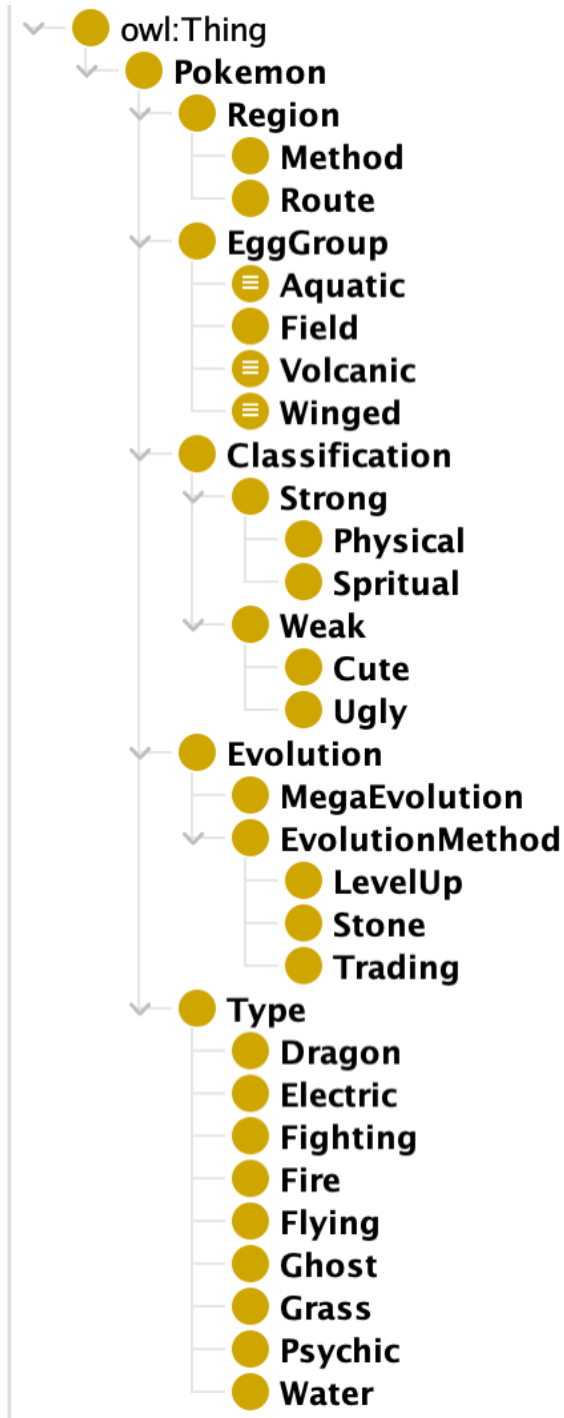 owl:Thing
Pokemon
Region
Method
Route
EggGroup
Aquatic
Field
Volcanic
Winged
Classification
Strong
Physical
Spritual
Weak
Cute
Ugly
Evolution
MegaEvolution
EvolutionMethod
LevelUp
Stone
Trading
Type
Dragon
Electric
Fighting
Fire
Flying
Ghost
Grass
Psychic
Water